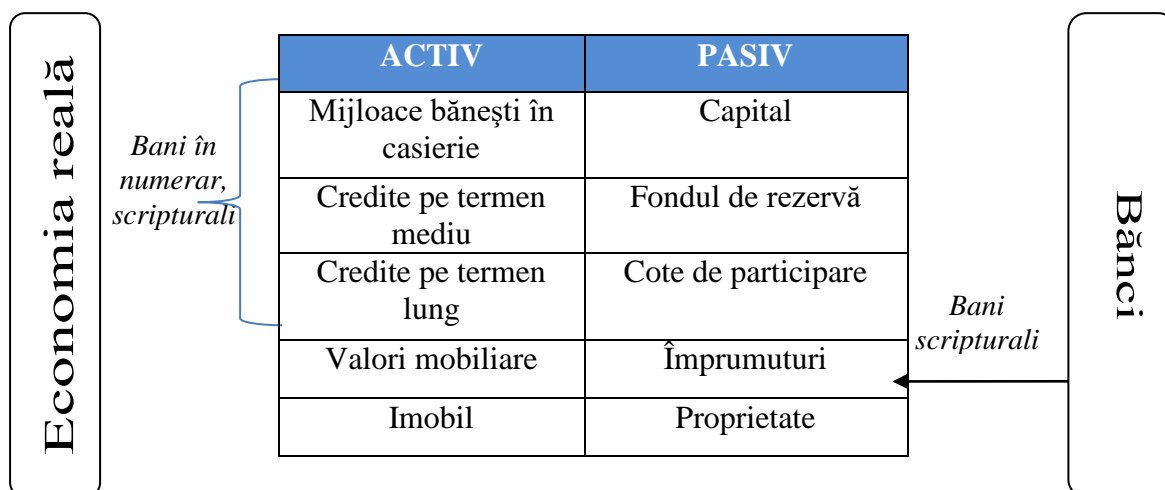 Economia reală
Bani în
numerar,
scripturali
ACTIV
PASIV
Mijloace băneşti în
casierie
Capital
Credite pe termen
mediu
Fondul de rezervă
Credite pe termen
lung
Cote de participare
Valori mobiliare
Împrumuturi
Imobil
Proprietate
Bani
scripturali
Bănci